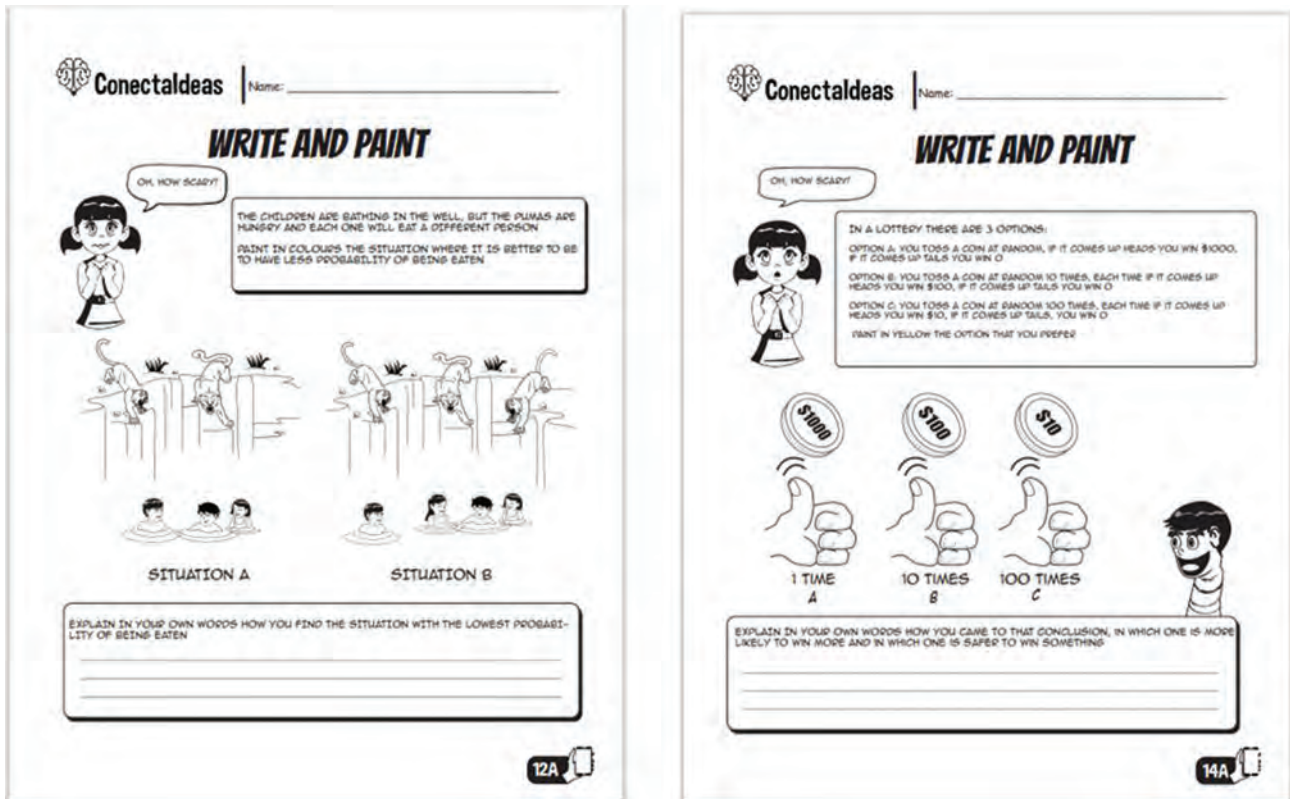 ConectaIdeas
Name:
WRITE AND PAINT
OH, HOW SCARY!
THE CHILDREN ARE BATHING IN THE WELL, BUT THE PUMAS ARE
HUNGRY AND EACH ONE WILL EAT A DIFFERENT PERSON
PAINT IN COLOURS THE SITUATION WHERE IT IS BETTER TO BE
TO HAVE LESS PROBABILITY OF BEING EATEN
SITUATION A
SITUATION B
EXPLAIN IN YOUR OWN WORDS HOW YOU FIND THE SITUATION WITH THE LOWEST PROBABI-
LITY OF BEING EATEN
12A
ConectaIdeas
Name:
WRITE AND PAINT
OH, HOW SCARY!
IN A LOTTERY THERE ARE 3 OPTIONS:
OPTION A: YOU TOSS A COIN AT RANDOM, IF IT COMES UP HEADS YOU WIN $1000,
IF IT COMES UP TAILS YOU WIN 0
OPTION B: YOU TOSS A COIN AT RANDOM 10 TIMES, EACH TIME IF IT COMES UP
HEADS YOU WIN $100, IF IT COMES UP TAILS YOU WIN 0
OPTION C: YOU TOSS A COIN AT RANDOM 100 TIMES, EACH TIME IF IT COMES UP
HEADS YOU WIN $10, IF IT COMES UP TAILS, YOU WIN 0
PAINT IN YELLOW THE OPTION THAT YOU PREFER
$1000
$100
$10
1 TIME
10 TIMES
100 TIMES
A
B
C
EXPLAIN IN YOUR OWN WORDS HOW YOU CAME TO THAT CONCLUSION, IN WHICH ONE IS MORE
LIKELY TO WIN MORE AND IN WHICH ONE IS SAFER TO WIN SOMETHING
14A